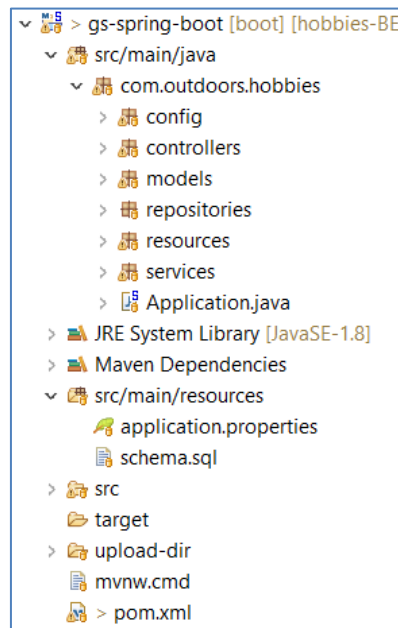 > gs-spring-boot [boot] [hobbies-BE
src/main/java
com.outdoors.hobbies
> config
> controllers
> models
> repositories
> resources
> services
> Application.java
> JRE System Library [JavaSE-1.8]
> Maven Dependencies
src/main/resources
application.properties
schema.sql
> src
target
> upload-dir
mvnw.cmd
> pom.xml